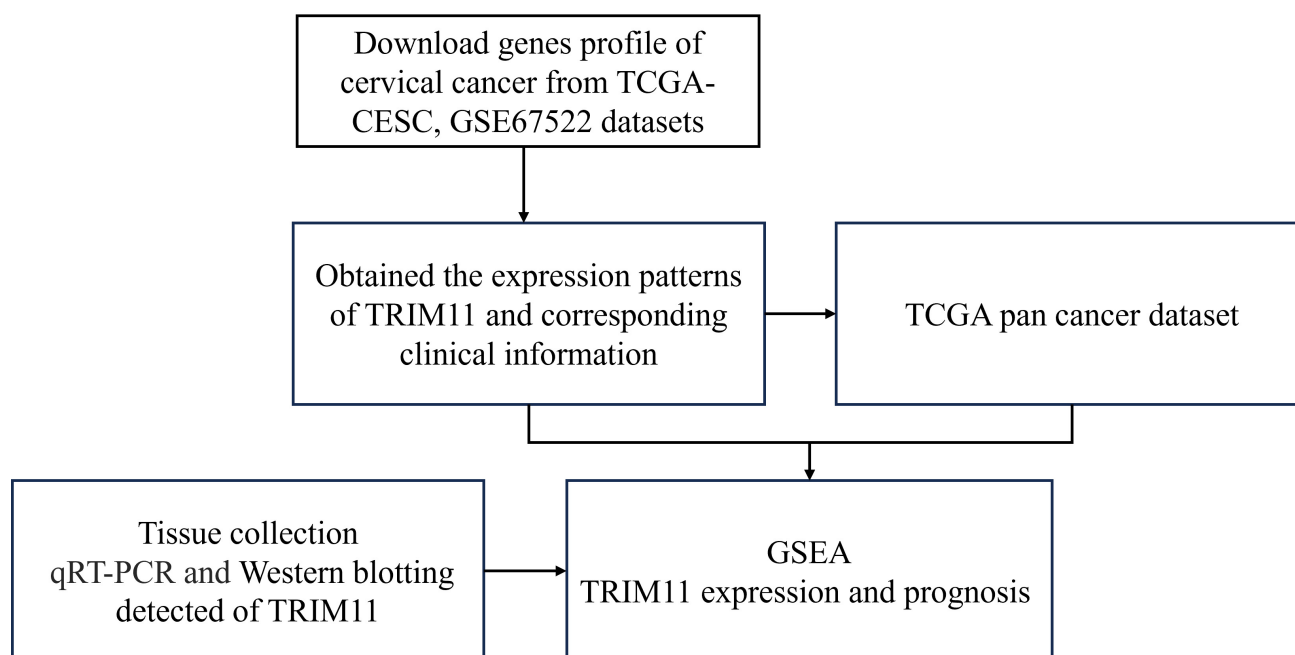 Download genes profile of
cervical cancer from TCGA-
CESC, GSE67522 datasets
Obtained the expression patterns
of TRIM11 and corresponding
clinical information
TCGA pan cancer dataset
Tissue collection
qRT-PCR and Western blotting
detected of TRIM11
GSEA
TRIM11 expression and prognosis